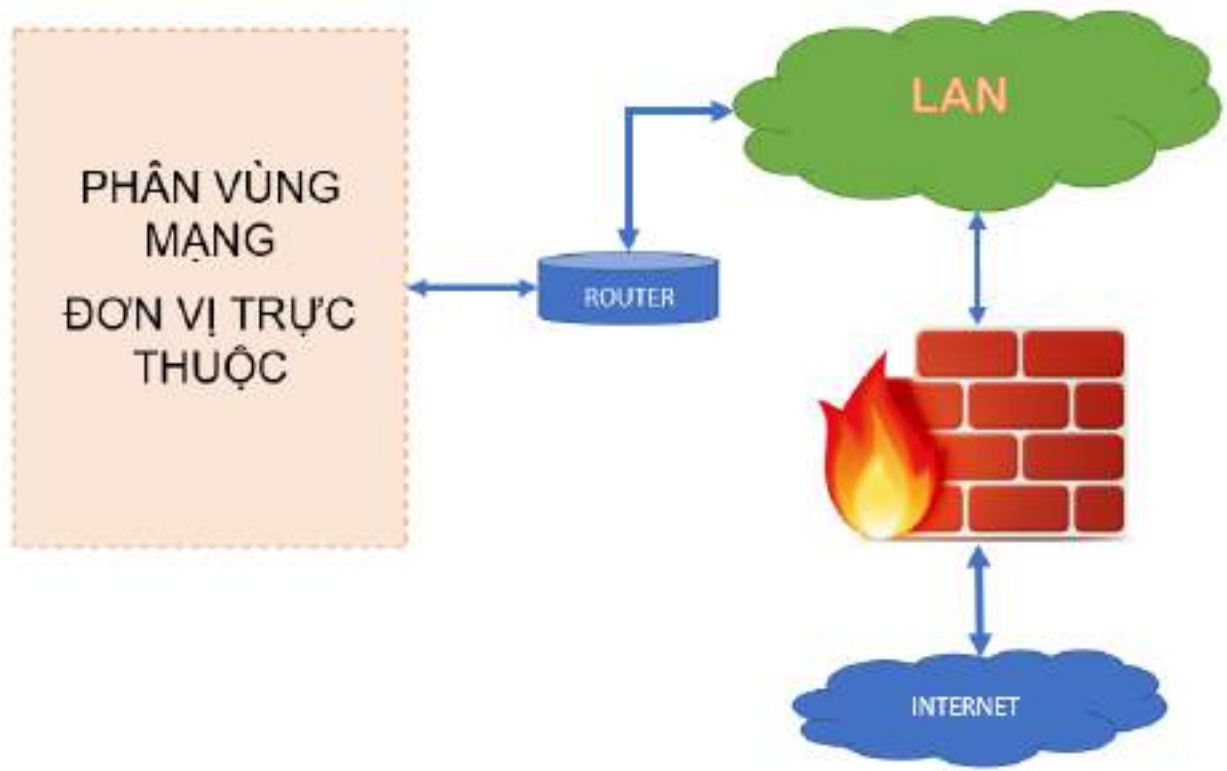 PHÂN VÙNG
MẠNG
ĐƠN VỊ TRỰC
THUỘC
ROUTER
LAN
INTERNET